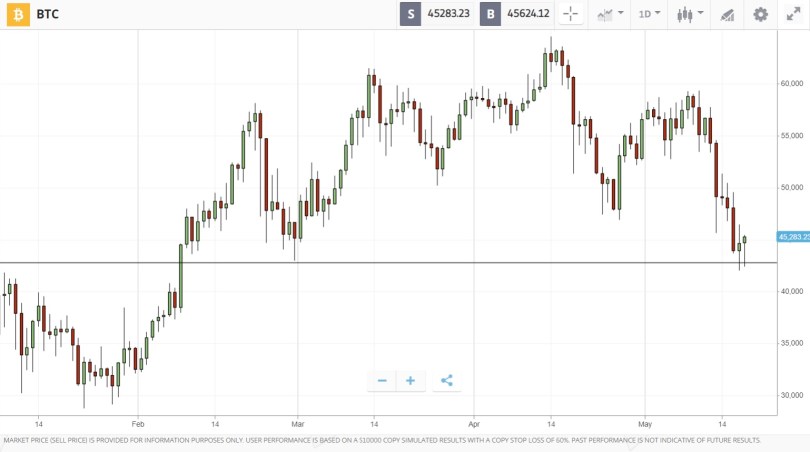 BTC S 45283.23 B 45624.12 1D
60,000
55,000
50,000
45,283.23
40,000
35,000
30,000
14 Feb 14 Mar 14 Apr 14 May 14
MARKET PRICE (SELL PRICE) IS PROVIDED FOR INFORMATION PURPOSES ONLY. USER PERFORMANCE IS BASED ON A $10000 COPY SIMULATED RESULTS WITH A COPY STOP LOSS OF 60%. PAST PERFORMANCE IS NOT INDICATIVE OF FUTURE RESULTS.